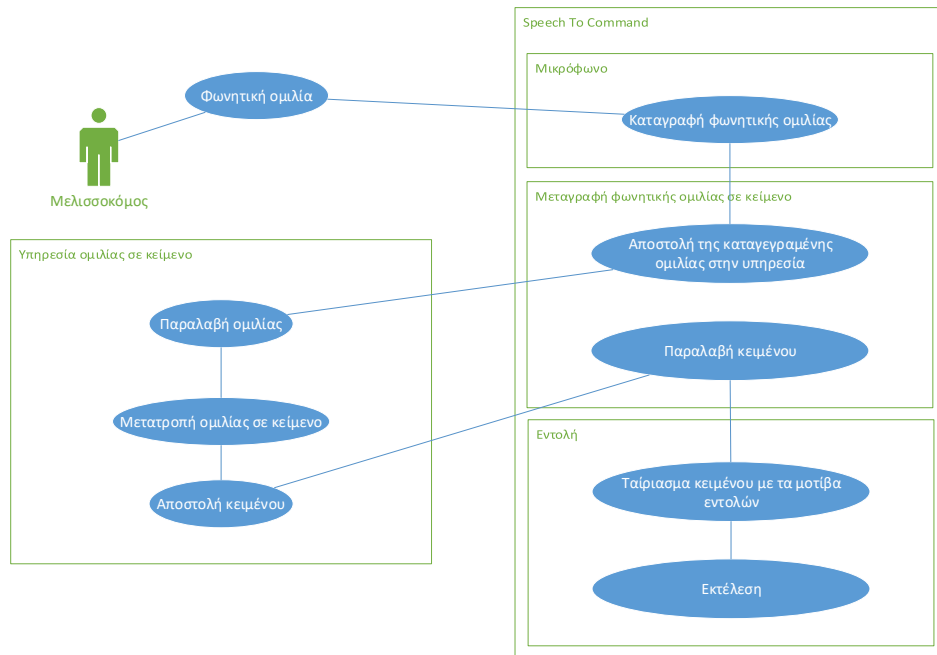 Speech To Command
Μικρόφωνο
Φωνητική ομιλία
Καταγραφή φωνητικής ομιλίας
Μελισσοκόμος
Μεταγραφή φωνητικής ομιλίας σε κείμενο
Αποστολή της καταγεγραμένης
ομιλίας στην υπηρεσία
Υπηρεσία ομιλίας σε κείμενο
Παραλαβή ομιλίας
Παραλαβή κειμένου
Μετατροπή ομιλίας σε κείμενο
Αποστολή κειμένου
Εντολή
Ταίριασμα κειμένου με τα μοτίβα
εντολών
Εκτέλεση